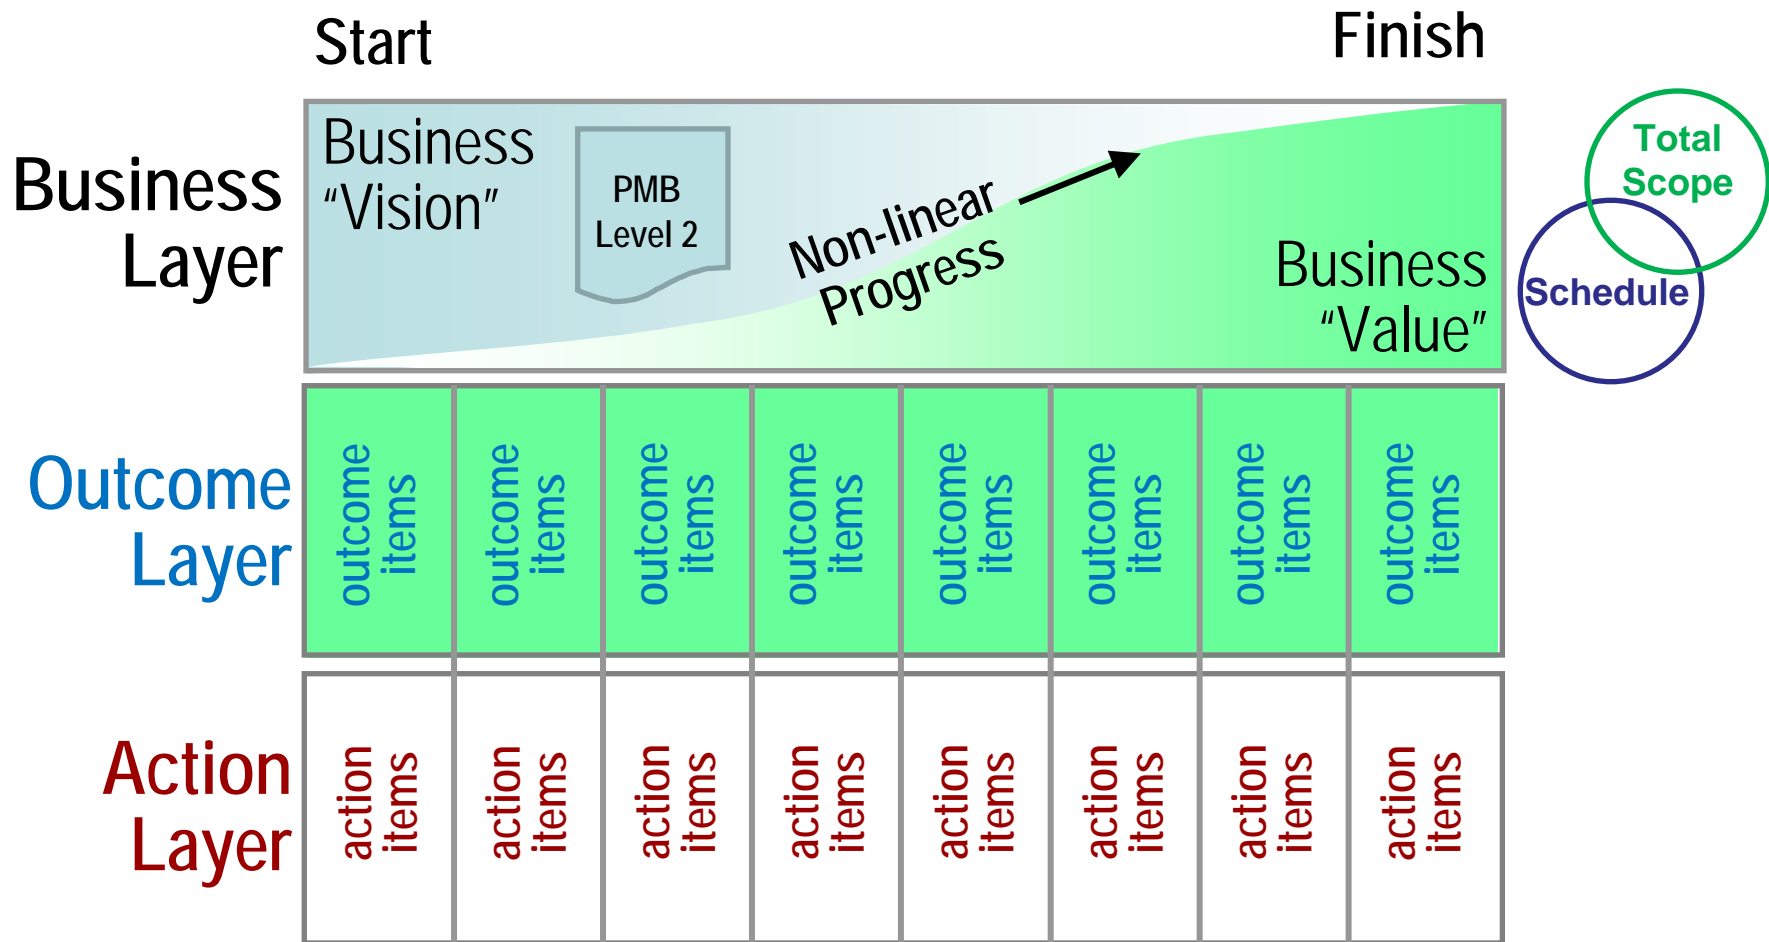 Start
Finish
Business
Layer
Business
“Vision”
PMB
Level 2
Non-linear
Progress
Business
“Value”
Total
Scope
Schedule
Outcome
Layer
outcome
items
outcome
items
outcome
items
outcome
items
outcome
items
outcome
items
outcome
items
outcome
items
Action
Layer
action
items
action
items
action
items
action
items
action
items
action
items
action
items
action
items